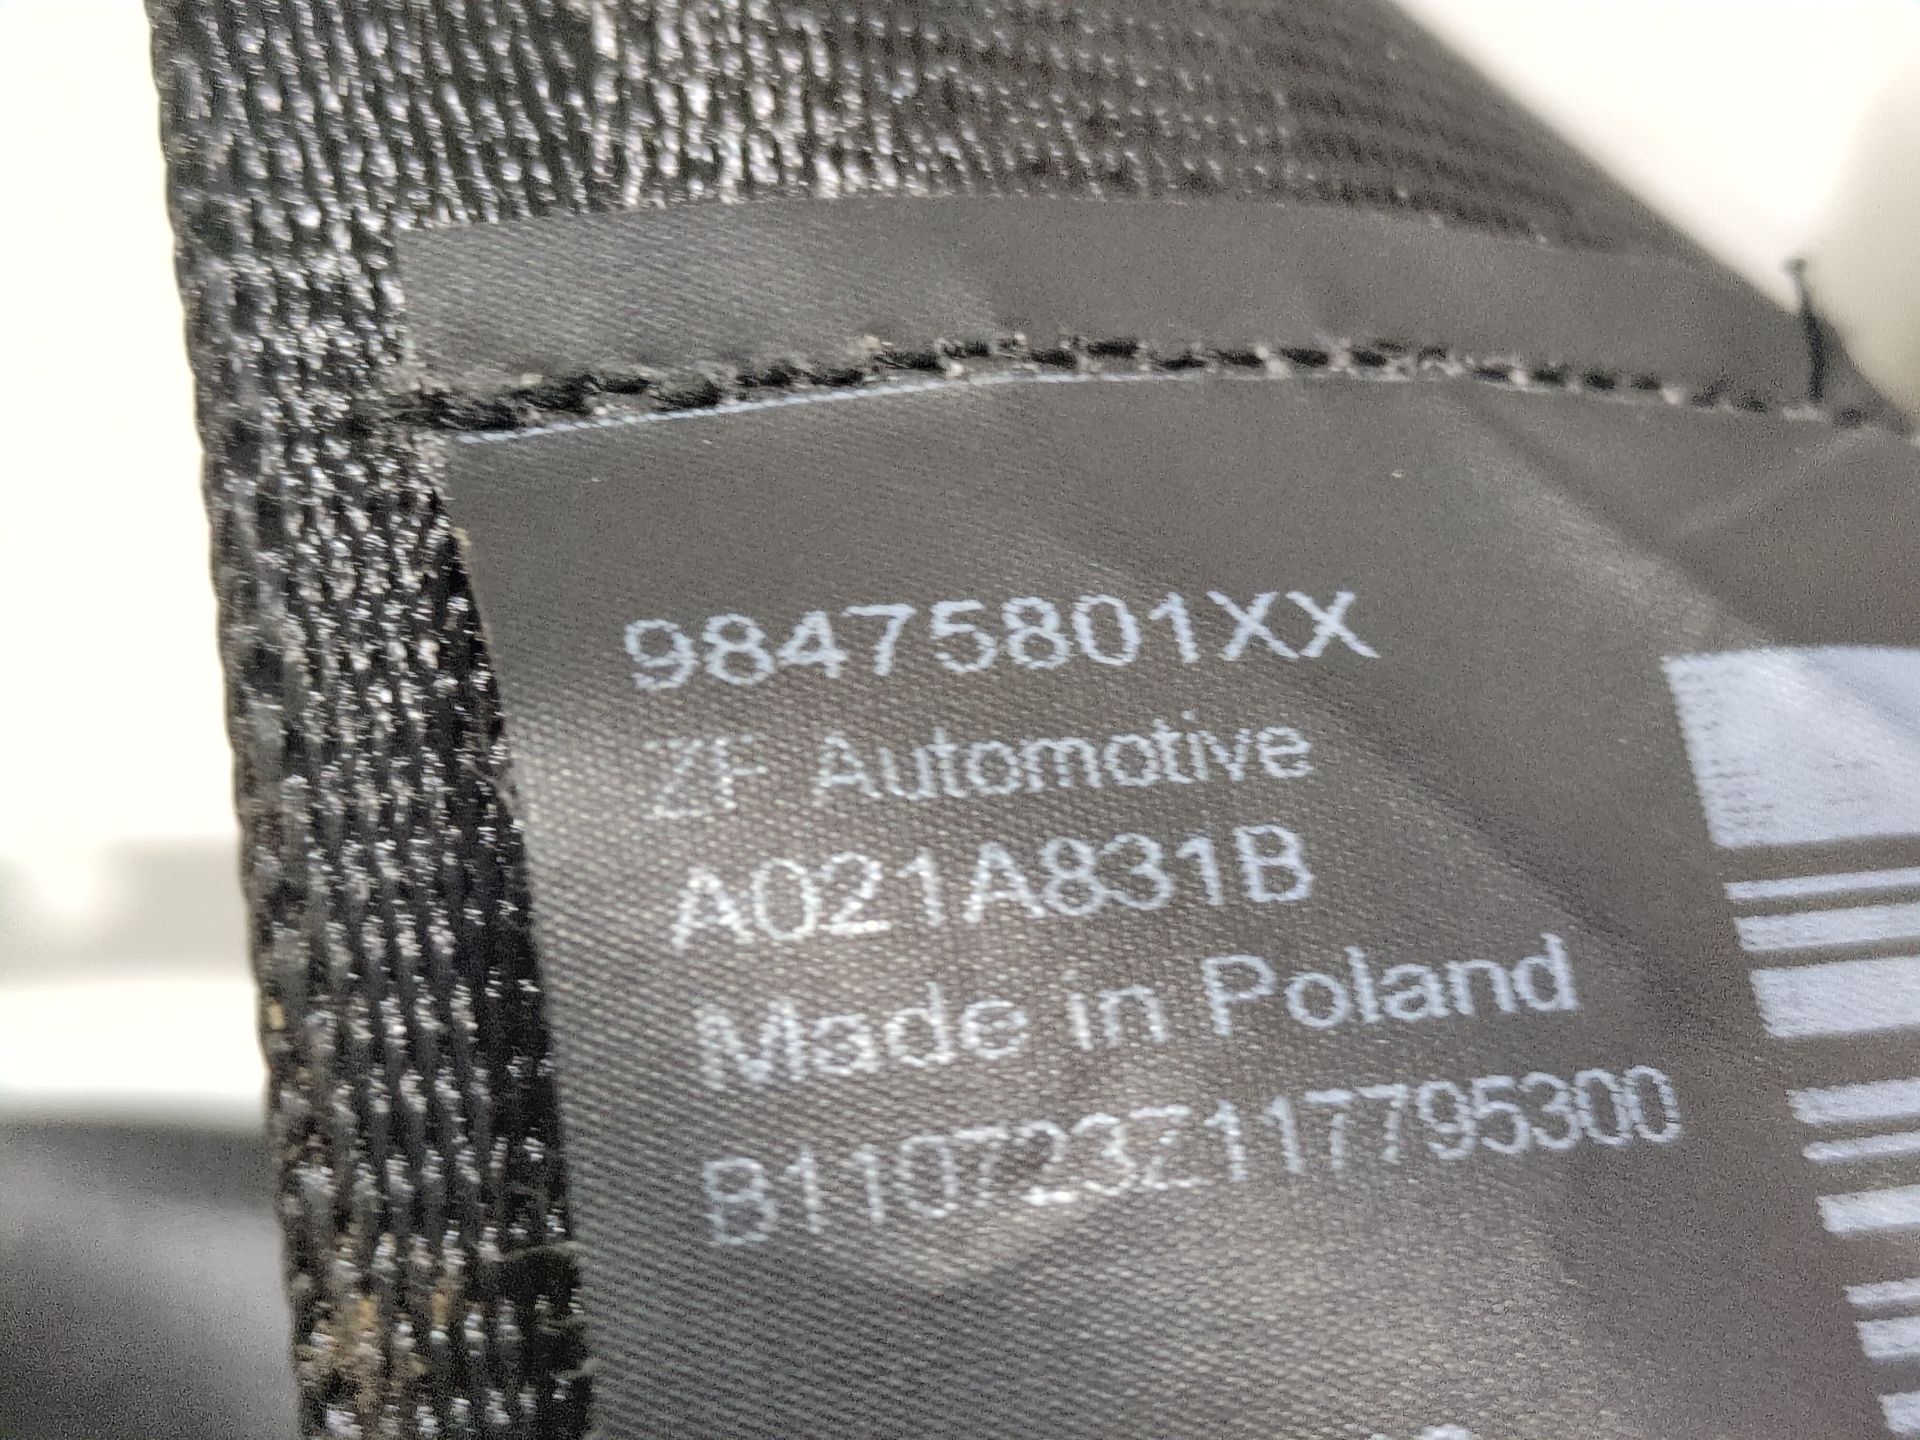 98475801XX
ZF Automotive
A021A831B
Made in Poland
B110723Z117795300